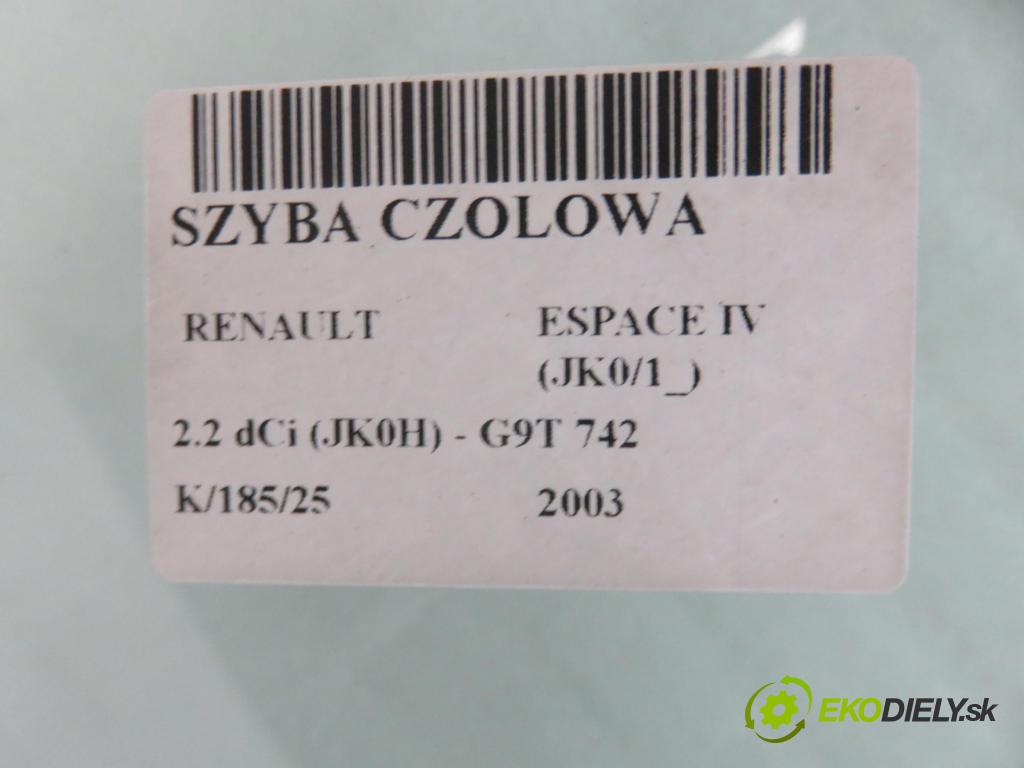 SZYBA CZOLOWA
RENAULT ESPACE IV
(JK0/1_)
2.2 dCi (JK0H) - G9T 742
K/185/25 2003
EKODIELY.sk